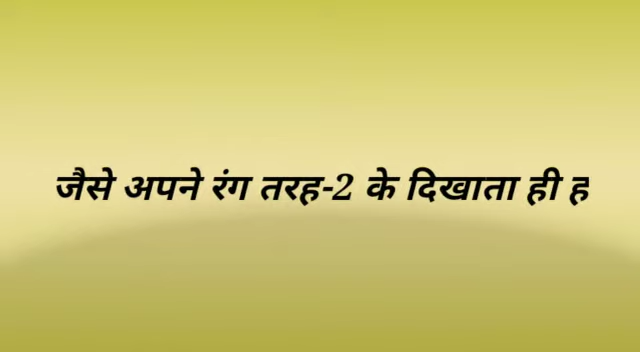 जैसे अपने रंग तरह-2 के दिखाता ही ह